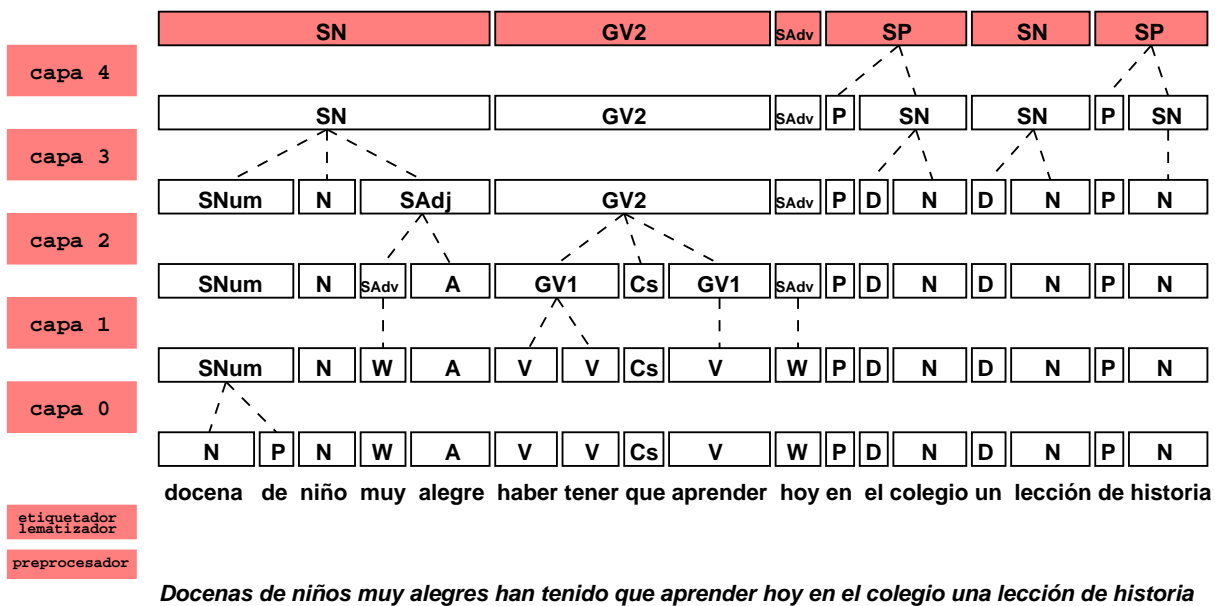 SN GV2 SAdv SP SN SP
capa 4
SN GV2 SAdv P SN SN P SN
capa 3
SNum N SAdj GV2 SAdv P D N D N P N
capa 2
SNum N SAdv A GV1 Cs GV1 SAdv P D N D N P N
capa 1
SNum N W A V V Cs V W P D N D N P N
capa 0
N P N W A V V Cs V W P D N D N P N
docena de niño muy alegre haber tener que aprender hoy en el colegio un lección de historia
etiquetador
lematizador
preprocesador
Docenas de niños muy alegres han tenido que aprender hoy en el colegio una lección de historia